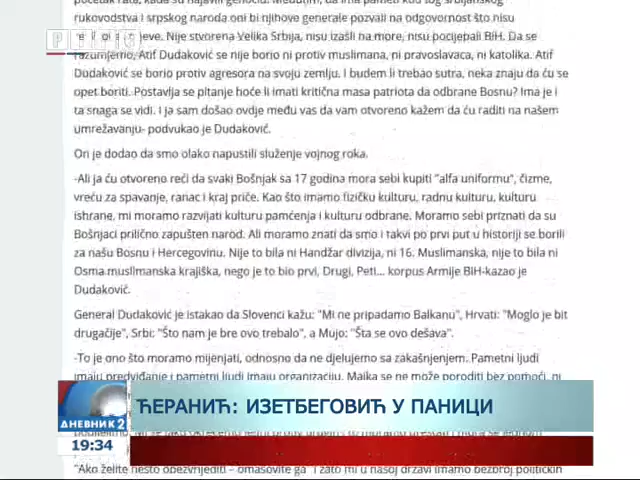 početak rata, kada su najavili genocid. Međutim, da ima pameti kod tog srbijanskog
rukovodstva i srpskog naroda oni bi njihove generale pozvali na odgovornost što nisu
ciljeve. Nije stvorena Velika Srbija, nisu izašli na more, nisu pocijepali BiH. Da se
razumijemo, Atif Dudaković se nije borio ni protiv muslimana, ni pravoslavaca, ni katolika. Atif
Dudaković se borio protiv agresora na svoju zemlju. I budem li trebao sutra, neka znaju da ću se
opet boriti. Postavlja se pitanje hoće li imati kritična masa patriota da odbrane Bosnu? Ima je i
ta snaga se vidi. I ja sam došao ovdje među vas da vam otvoreno kažem da ću raditi na našem
umrežavanju- podvukao je Dudaković.
On je dodao da smo olako napustili služenje vojnog roka.
-Ali ja ću otvoreno reći da svaki Bošnjak sa 17 godina mora sebi kupiti "alfa uniformu", čizme,
vreću za spavanje, ranac i kraj priče. Kao što imamo fizičku kulturu, radnu kulturu, kulturu
ishrane, mi moramo razvijati kulturu pamćenja i kulturu odbrane. Moramo sebi priznati da su
Bošnjaci prilično zapušten narod. Ali moramo znati da smo i takvi po prvi put u historiji se borili
za našu Bosnu i Hercegovinu. Nije to bila ni Handžar divizija, ni 16. Muslimanska, nije to bila ni
Osma muslimanska krajiška, nego je to bio prvi, Drugi, Peti... korpus Armije BiH-kazao je
Dudaković.
General Dudaković je istakao da Slovenci kažu: "Mi ne pripadamo Balkanu", Hrvati: "Moglo je bit
drugačije", Srbi: "Što nam je bre ovo trebalo", a Mujo: "Šta se ovo dešava".
-To je ono što moramo mijenjati, odnosno da ne djelujemo sa zakašnjenjem. Pametni ljudi
imaju predviđanje i pametni ljudi imaju organizaciju. Majka se ne može poroditi bez pomoći, ni
ЋЕРАНИЋ: ИЗЕТБЕГОВИЋ У ПАНИЦИ
ДНЕВНИК 2
19:34
"Ako želite nešto obezvrijediti – omasovite ga" I zato mi u našoj državi imamo bezbroj političkih